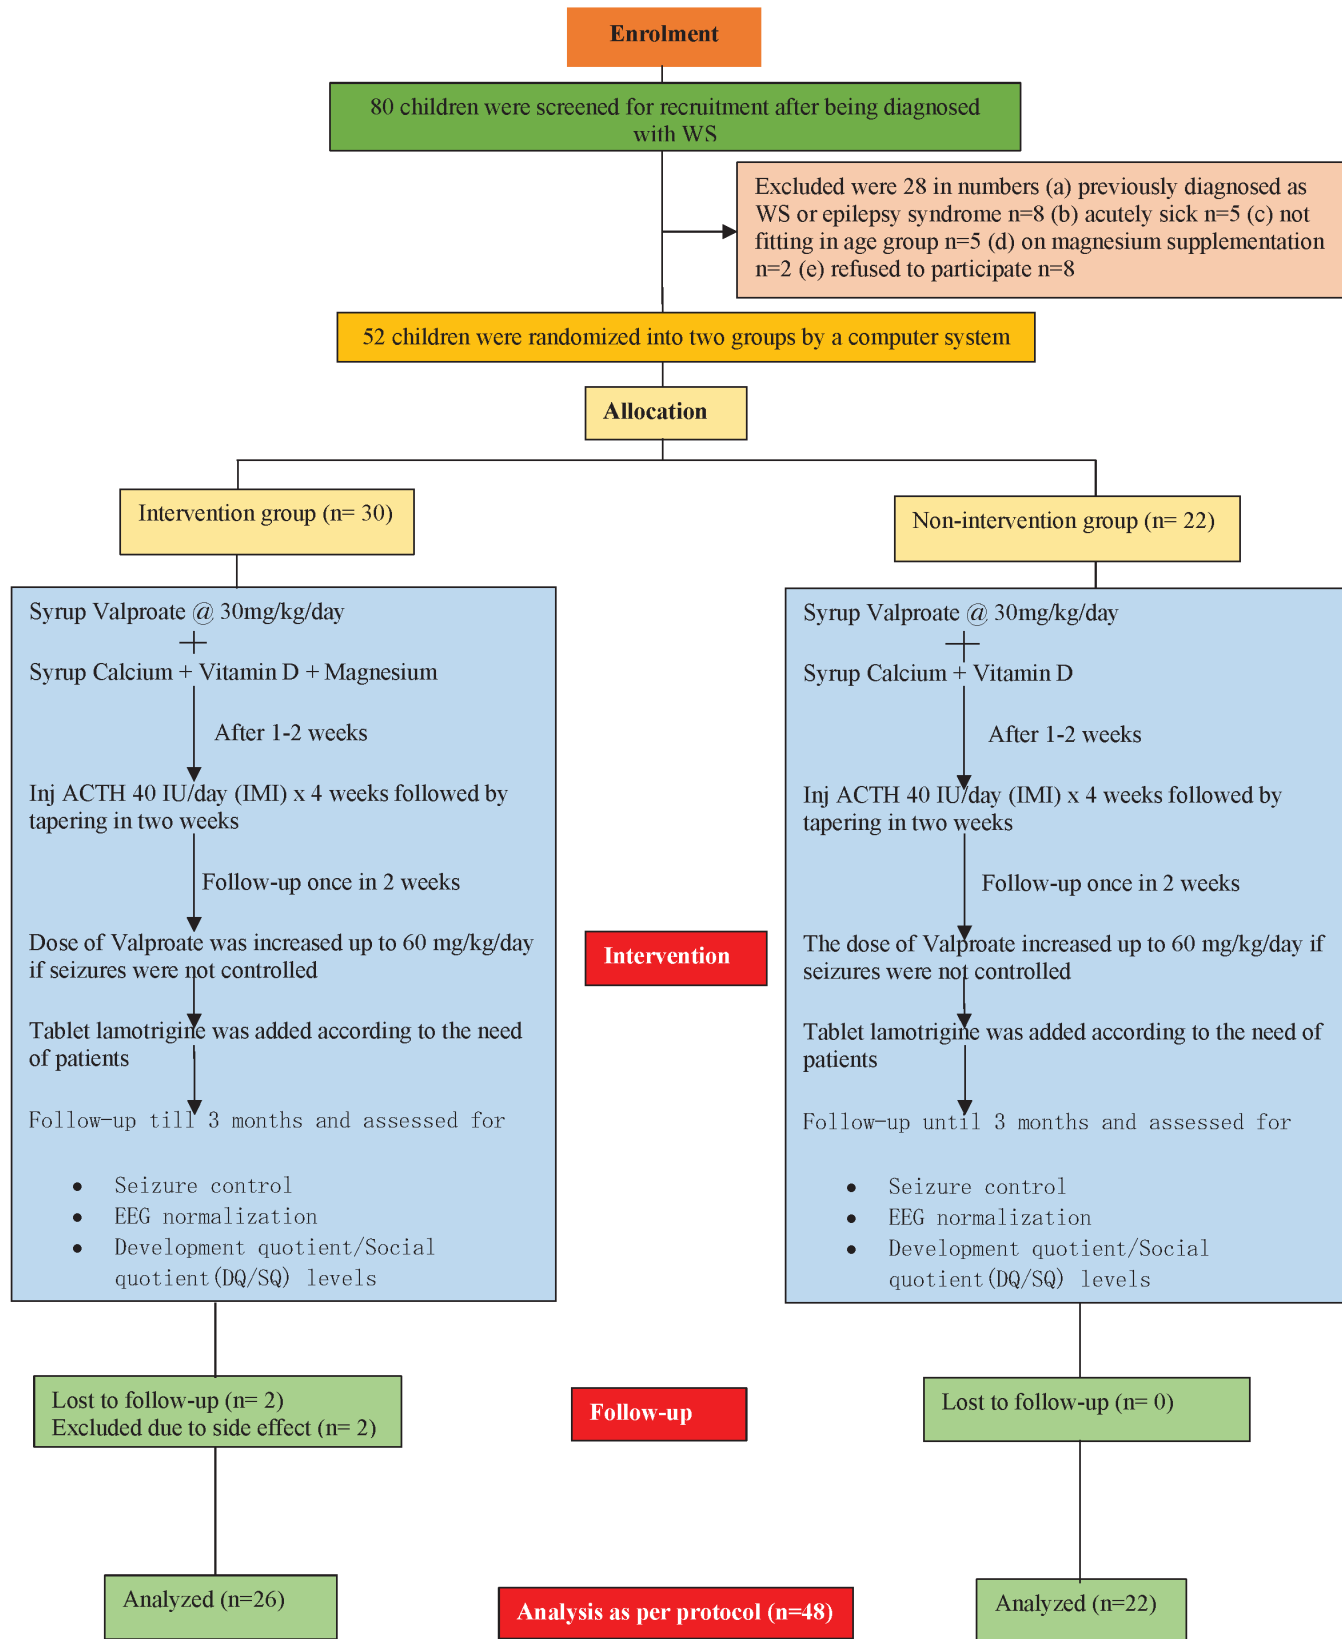 Enrolment
80 children were screened for recruitment after being diagnosed
with WS
Excluded were 28 in numbers (a) previously diagnosed as
WS or epilepsy syndrome n=8 (b) acutely sick n=5 (c) not
fitting in age group n=5 (d) on magnesium supplementation
n=2 (e) refused to participate n=8
52 children were randomized into two groups by a computer system
Allocation
Intervention group (n= 30)
Syrup Valproate @ 30mg/kg/day
Syrup Calcium + Vitamin D + Magnesium
After 1-2 weeks
Inj ACTH 40 IU/day (IMI) x 4 weeks followed by
tapering in two weeks
Follow-up once in 2 weeks
Dose of Valproate was increased up to 60 mg/kg/day
if seizures were not controlled
Tablet lamotrigine was added according to the need
of patients
Follow-up till 3 months and assessed for
• Seizure control
• EEG normalization
• Development quotient/Social
quotient(DQ/SQ) levels
Non-intervention group (n= 22)
Syrup Valproate @ 30mg/kg/day
Syrup Calcium + Vitamin D
After 1-2 weeks
Inj ACTH 40 IU/day (IMI) x 4 weeks followed by
tapering in two weeks
Follow-up once in 2 weeks
The dose of Valproate increased up to 60 mg/kg/day if
seizures were not controlled
Tablet lamotrigine was added according to the need of
patients
Follow-up until 3 months and assessed for
• Seizure control
• EEG normalization
• Development quotient/Social
quotient(DQ/SQ) levels
Intervention
Lost to follow-up (n= 2)
Excluded due to side effect (n= 2)
Follow-up
Lost to follow-up (n= 0)
Analyzed (n=26)
Analysis as per protocol (n=48)
Analyzed (n=22)